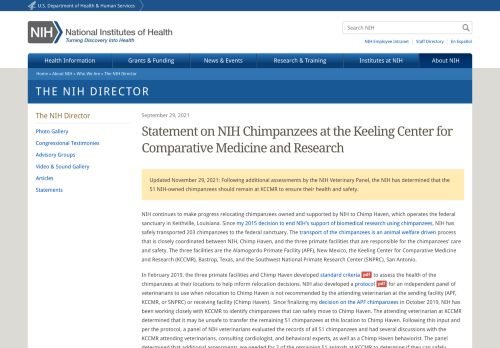 U.S. Department of Health & Human Services
NIH
National Institutes of Health
Turning Discovery Into Health
Search NIH
NIH Employee Intranet | Staff Directory | En Español
Health Information
Grants & Funding
News & Events
Research & Training
Institutes at NIH
About NIH
Home » About NIH » Who We Are » The NIH Director
THE NIH DIRECTOR
The NIH Director
Photo Gallery
Congressional Testimonies
Advisory Groups
Video & Sound Gallery
Articles
Statements
September 29, 2021
Statement on NIH Chimpanzees at the Keeling Center for
Comparative Medicine and Research
Updated November 29, 2021: Following additional assessments by the NIH Veterinary Panel, the NIH has determined that the
51 NIH-owned chimpanzees should remain at KCCMR to ensure their health and safety.
NIH continues to make progress relocating chimpanzees owned and supported by NIH to Chimp Haven, which operates the federal
sanctuary in Keithville, Louisiana. Since my 2015 decision to end NIH's support of biomedical research using chimpanzees, NIH has
safely transported 203 chimpanzees to the federal sanctuary. The transport of the chimpanzees is an animal welfare driven process
that is closely coordinated between NIH, Chimp Haven, and the three primate facilities that are responsible for the chimpanzees' care
and safety. The three facilities are the Alamogordo Primate Facility (APF), New Mexico, the Keeling Center for Comparative Medicine
and Research (KCCMR), Bastrop, Texas, and the Southwest National Primate Research Center (SNPRC), San Antonio.
In February 2019, the three primate facilities and Chimp Haven developed standard criteria pdf to assess the health of the
chimpanzees at their locations to help inform relocation decisions. NIH also developed a protocol pdf for an independent panel of
veterinarians to use when relocation to Chimp Haven is not recommended by the attending veterinarian at the sending facility (APF,
KCCMR, or SNPRC) or receiving facility (Chimp Haven). Since finalizing my decision on the APF chimpanzees in October 2019, NIH has
been working closely with KCCMR to identify chimpanzees that can safely move to Chimp Haven. The attending veterinarian at KCCMR
determined that it may be unsafe to transfer the remaining 51 chimpanzees at this location to Chimp Haven. Following this input and
per the protocol, a panel of NIH veterinarians evaluated the records of all 51 chimpanzees and had several discussions with the
KCCMR attending veterinarians, consulting cardiologist, and behavioral experts, as well as a Chimp Haven behaviorist. The panel